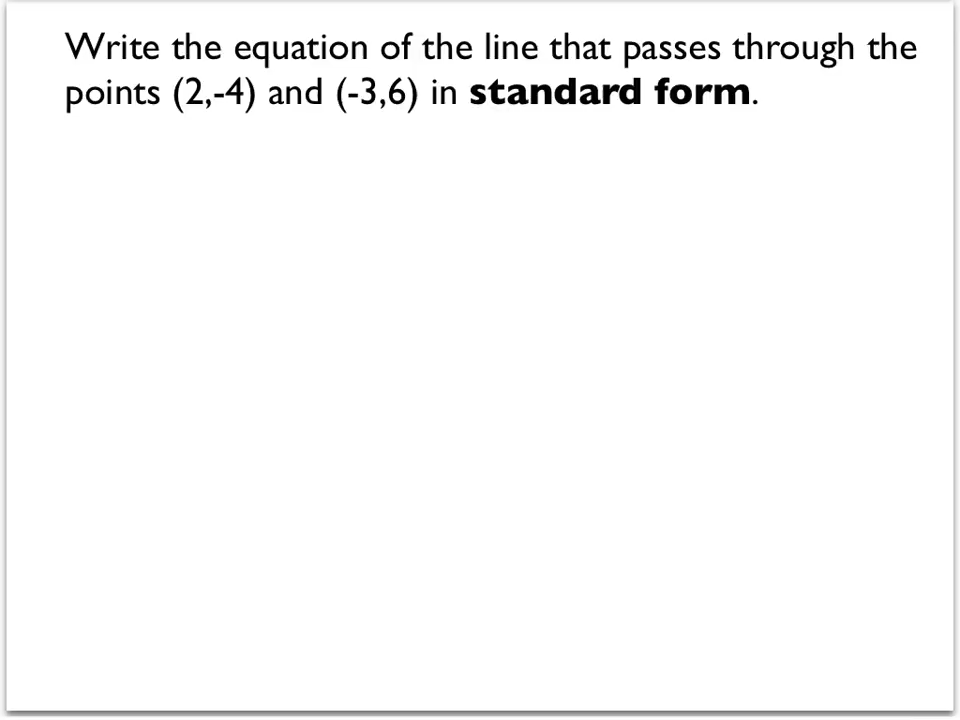 Write the equation of the line that passes through the
points (2,-4) and (-3,6) in standard form.